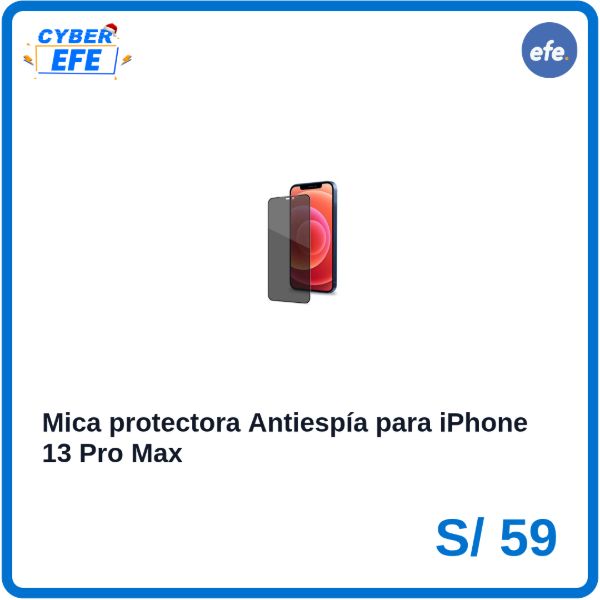 CYBER
EFE
efe.
Mica protectora Antiespía para iPhone
13 Pro Max
S/ 59